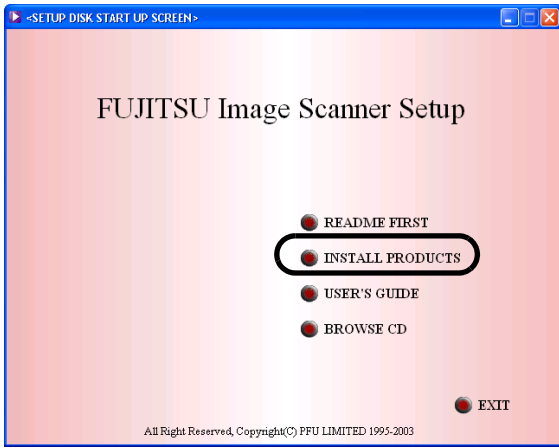 <SETUP DISK START UP SCREEN>
FUJITSU Image Scanner Setup
README FIRST
INSTALL PRODUCTS
USER'S GUIDE
BROWSE CD
EXIT
All Right Reserved, Copyright(C) PFU LIMITED 1995-2003